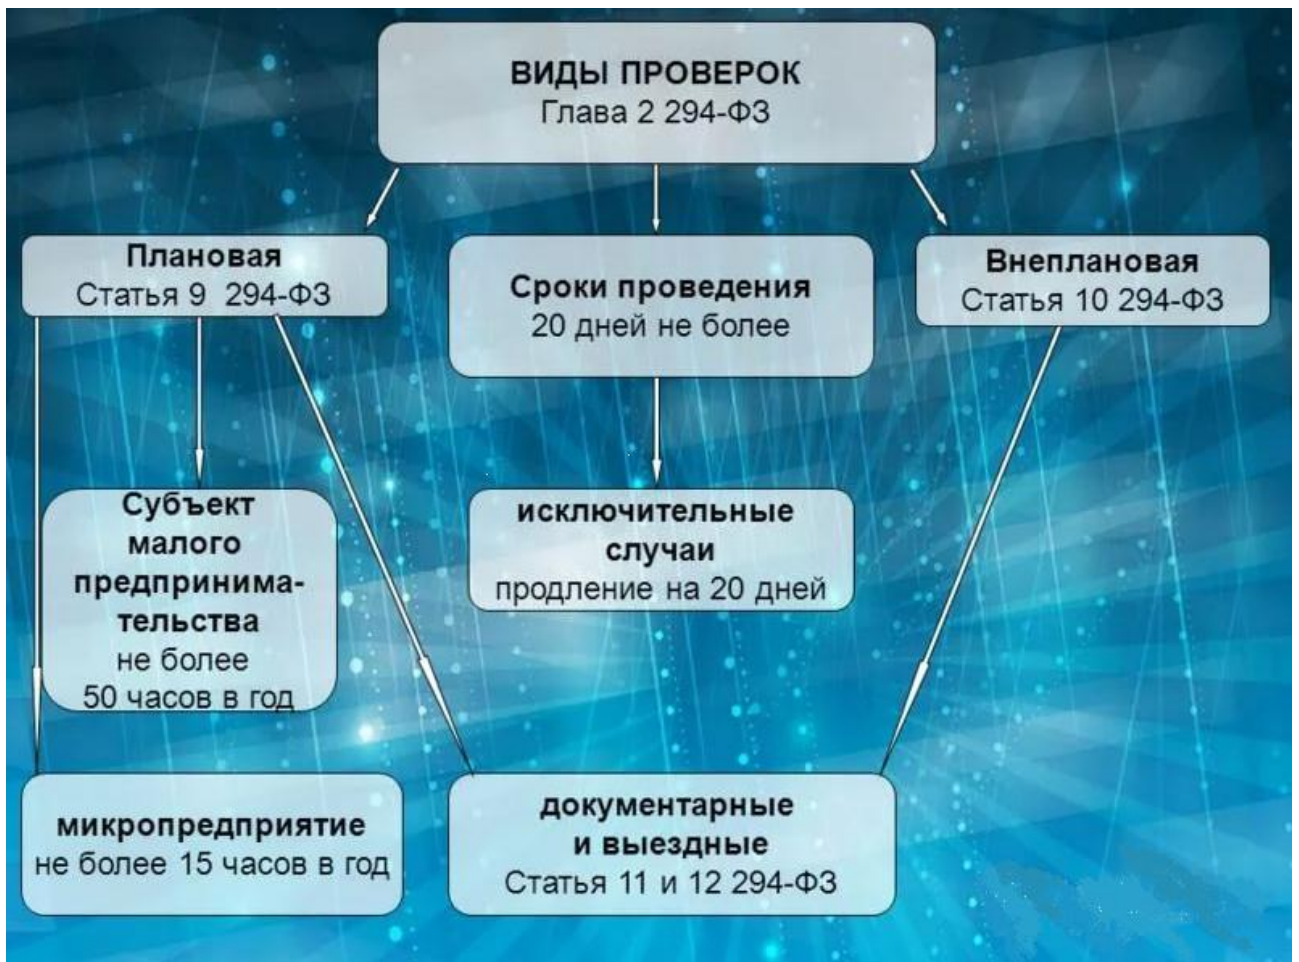 ВИДЫ ПРОВЕРОК
Глава 2 294-ФЗ
Плановая
Статья 9 294-ФЗ
Сроки проведения
20 дней не более
Внеплановая
Статья 10 294-ФЗ
Субъект
малого
предпринима-
тельства
не более
50 часов в год
исключительные
случаи
продление на 20 дней
микропредприятие
не более 15 часов в год
документарные
и выездные
Статья 11 и 12 294-ФЗ